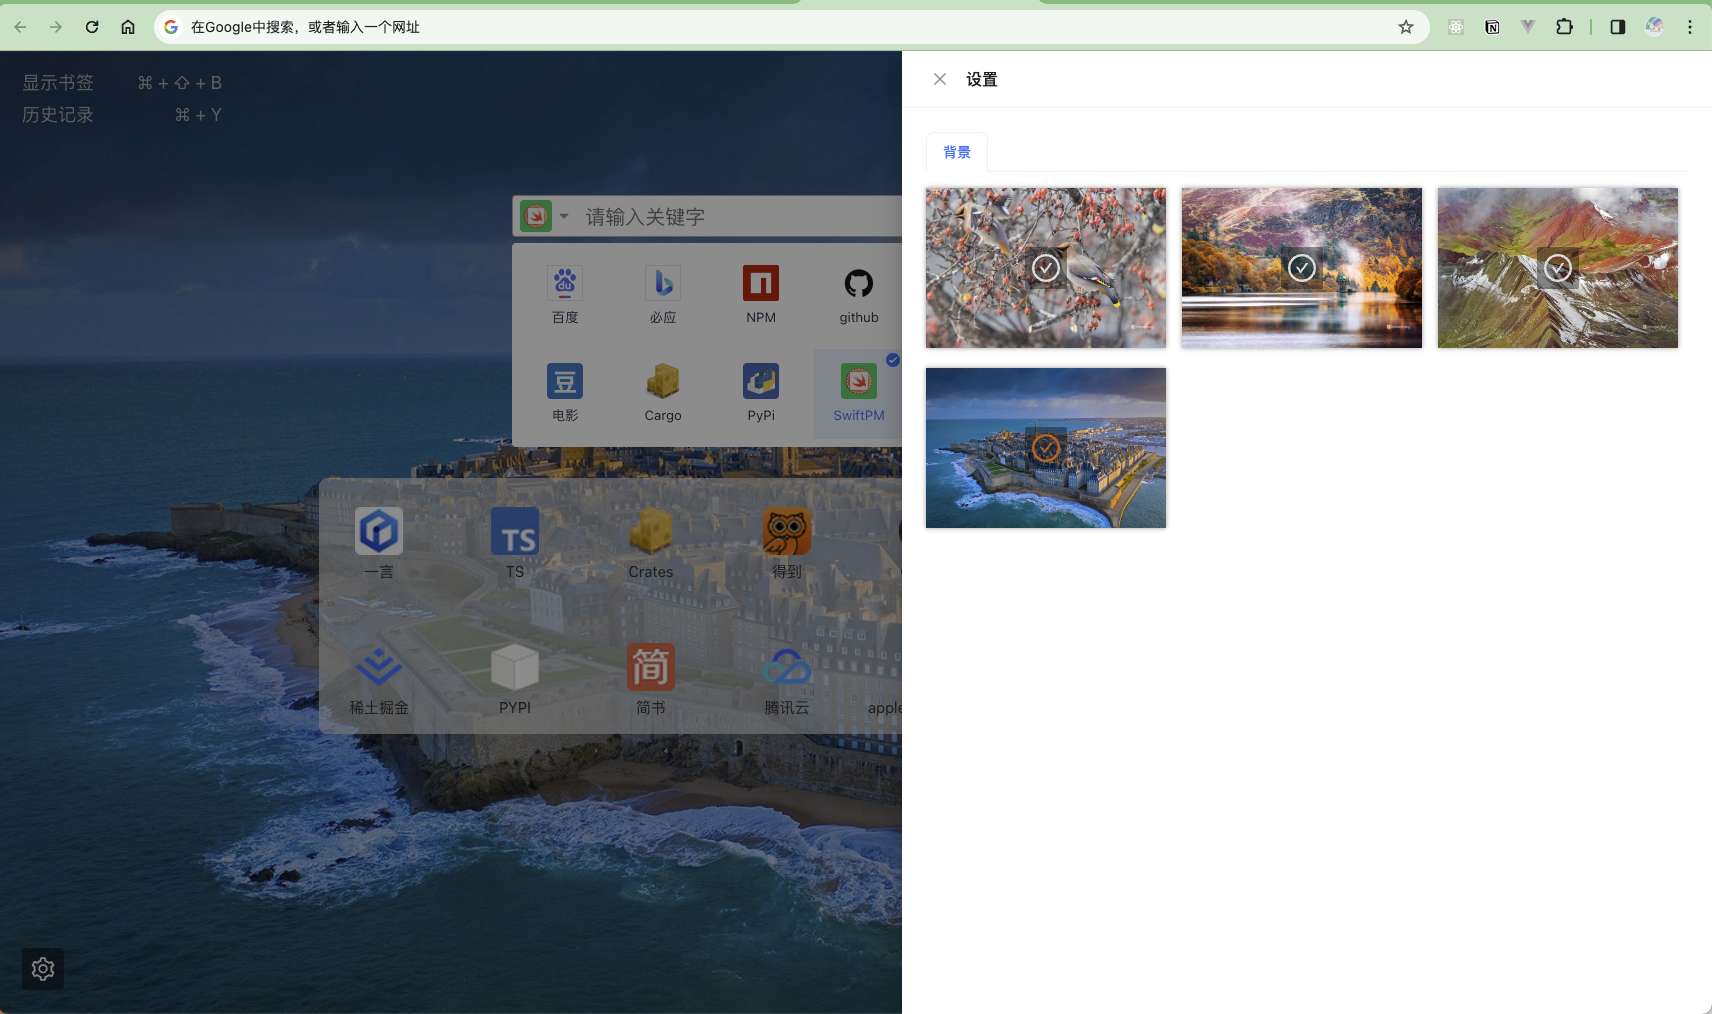 在Google中搜索，或者输入一个网址
显示书签 ⌘ + ⇧ + B
历史记录 ⌘ + Y
设置
背景
请输入关键字
百度
必应
NPM
github
豆
电影
Cargo
PyPi
SwiftPM
一言
TS
TS
Crates
得到
稀土掘金
PYPI
简
简书
腾讯云
apple